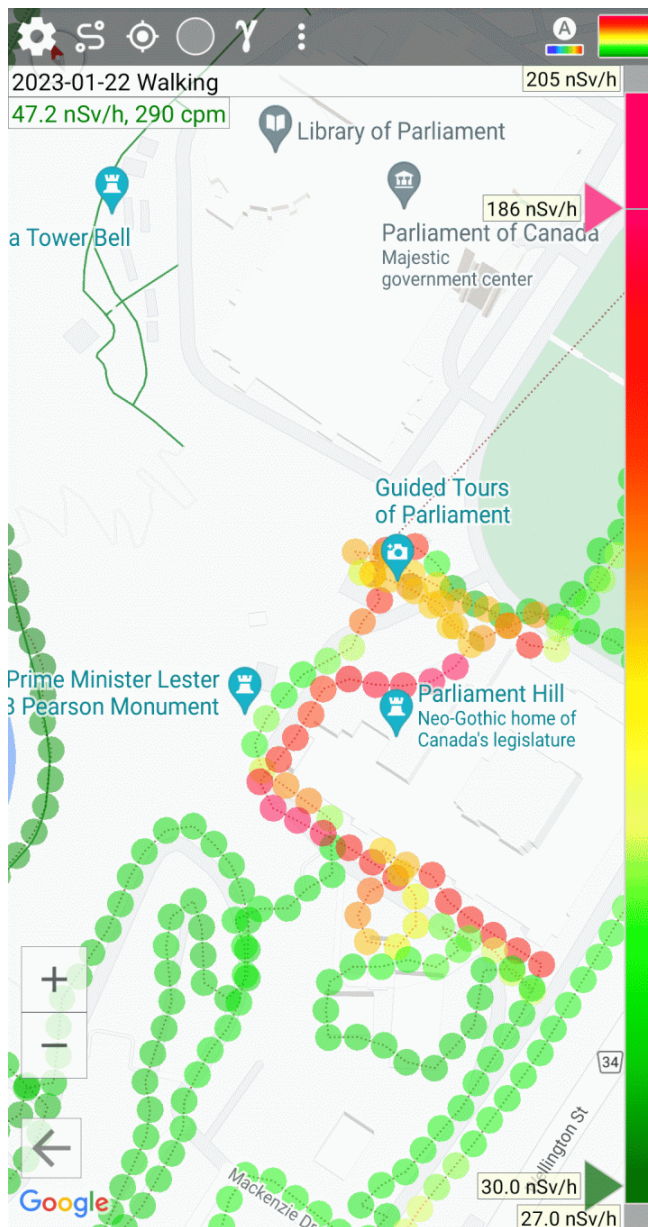 A
2023-01-22 Walking
205 nSv/h
47.2 nSv/h, 290 cpm
Library of Parliament
186 nSv/h
a Tower Bell
Parliament of Canada
Majestic
government center
Guided Tours
of Parliament
Prime Minister Lester
B Pearson Monument
Parliament Hill
Neo-Gothic home of
Canada's legislature
+
−
34
ellington St
30.0 nSv/h
Mackenzie
Google
27.0 nSv/h